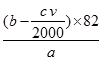 (b − cv/2000) × 82
a